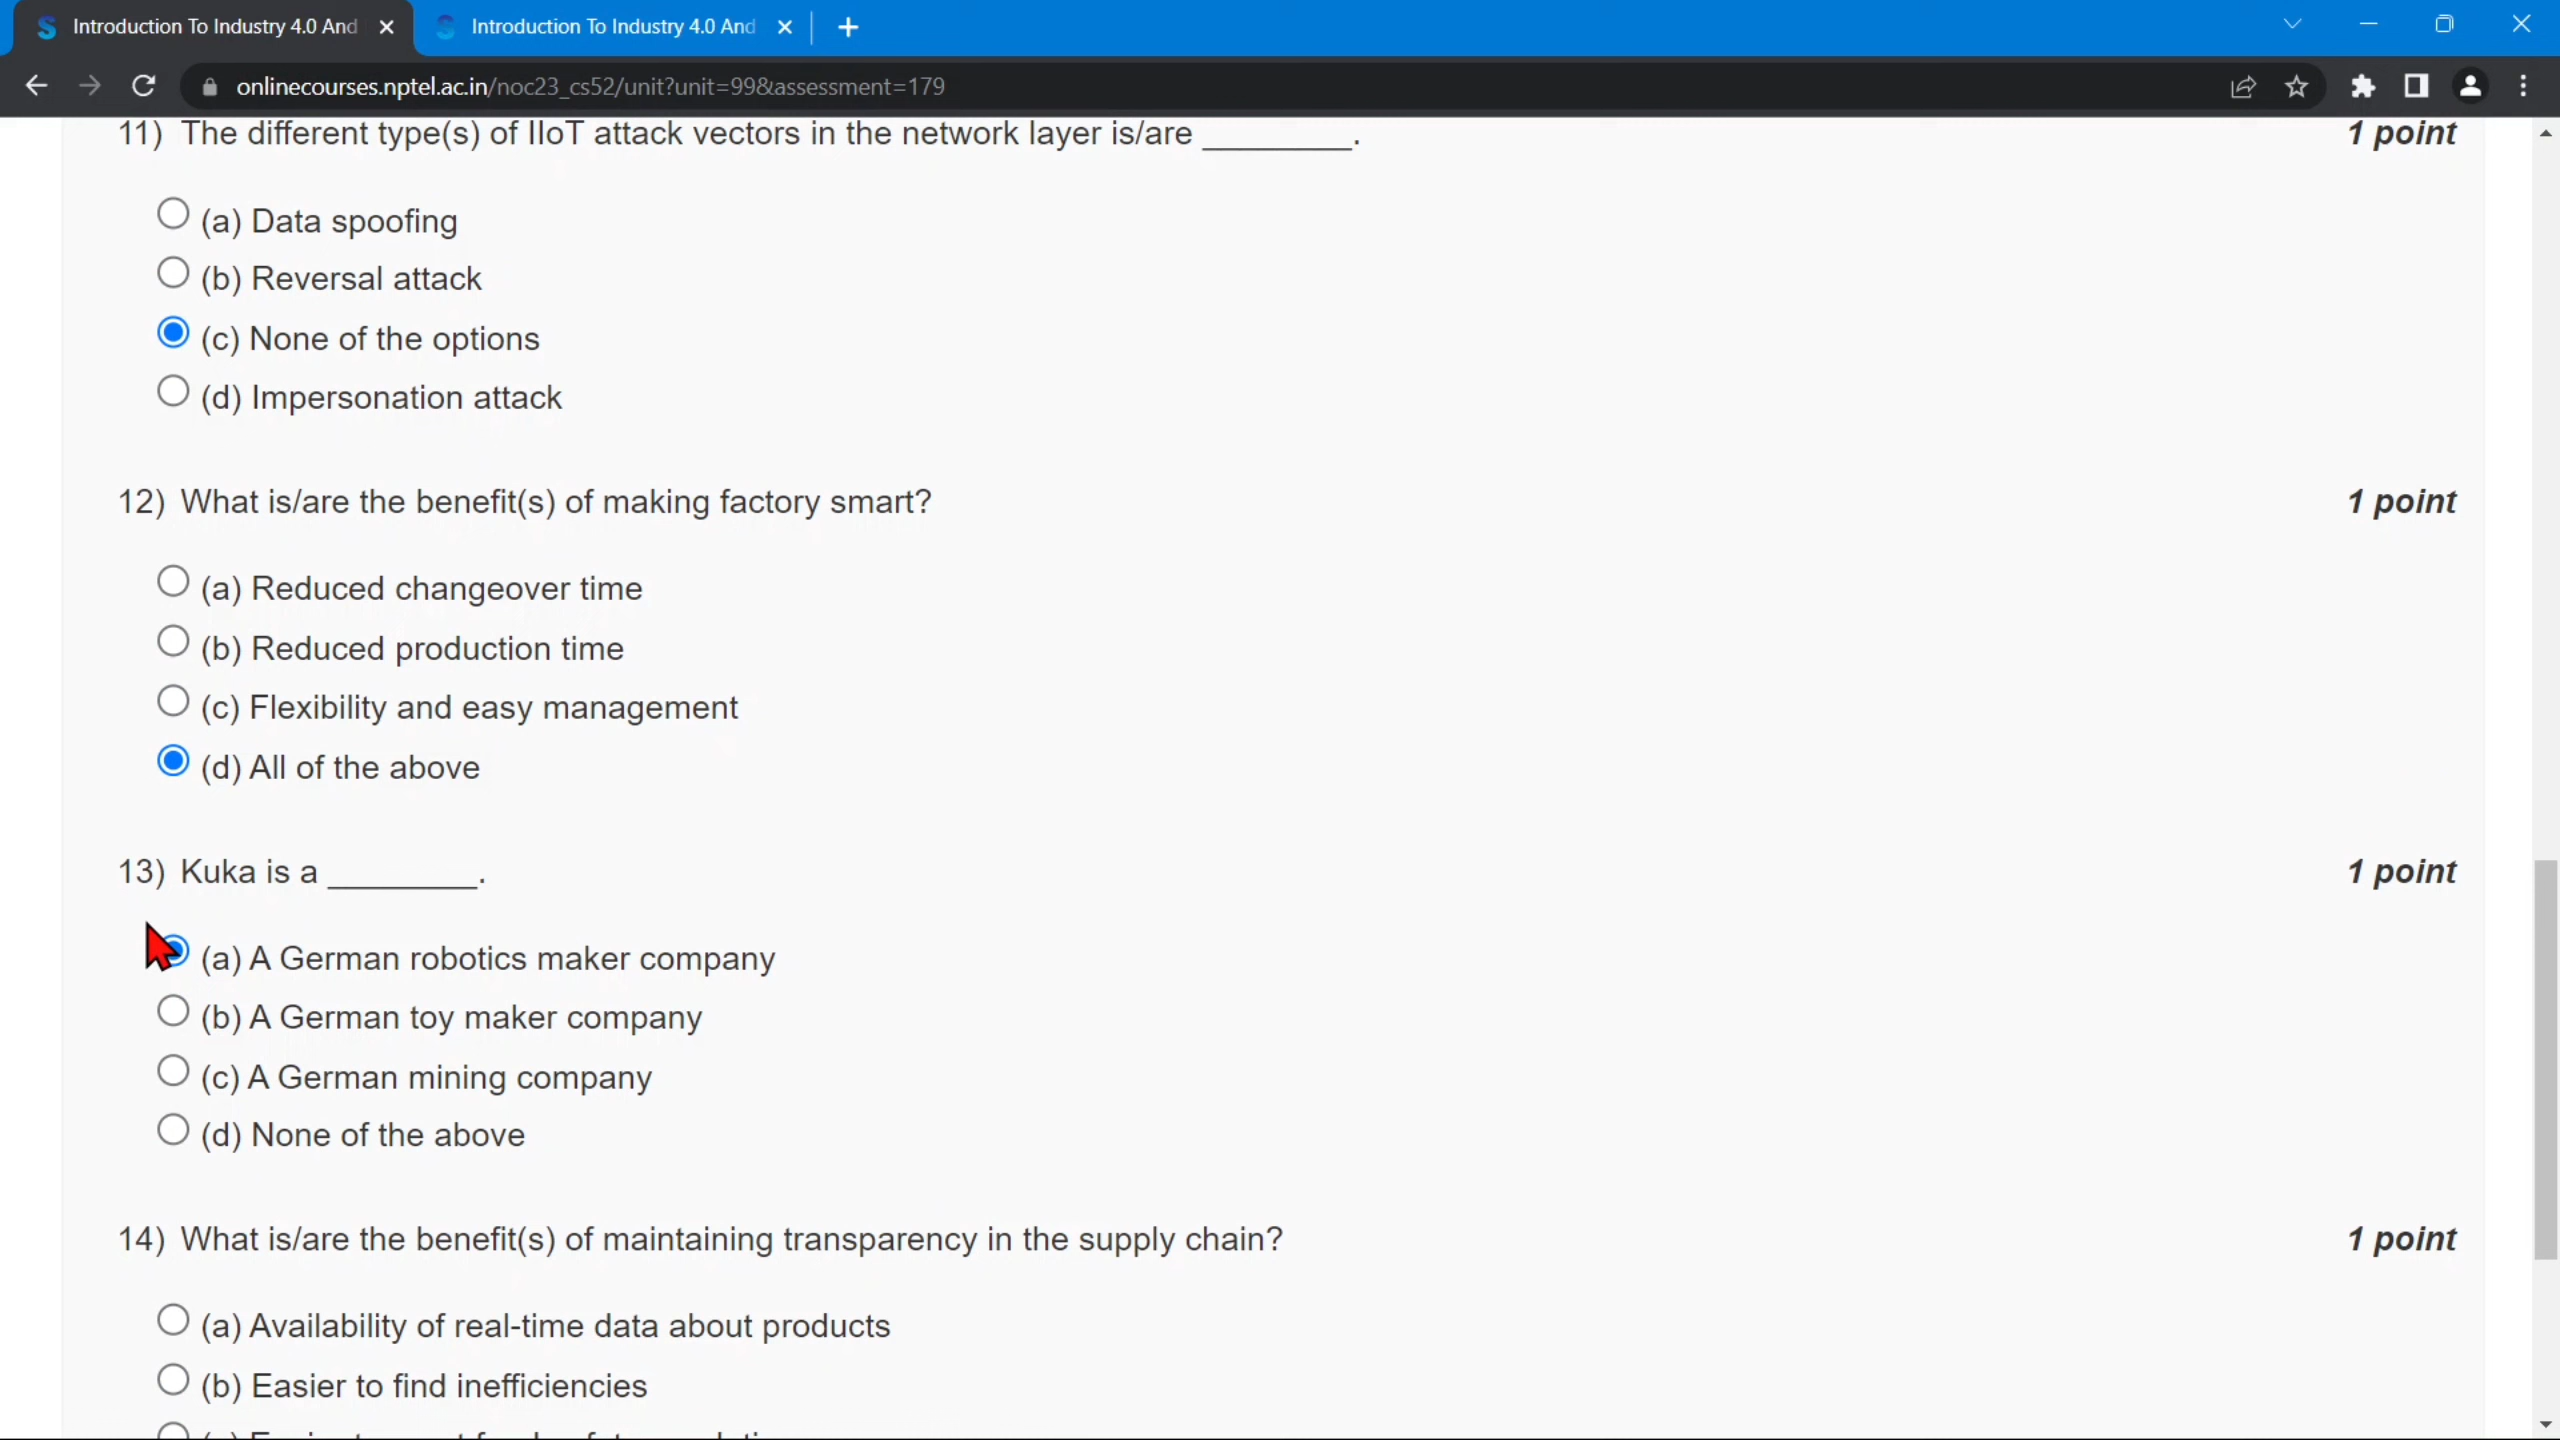 Introduction To Industry 4.0 And
Introduction To Industry 4.0 And
onlinecourses.nptel.ac.in/noc23_cs52/unit?unit=99&assessment=179
11) The different type(s) of IIoT attack vectors in the network layer is/are ________.
1 point
(a) Data spoofing
(b) Reversal attack
(c) None of the options
(d) Impersonation attack
12) What is/are the benefit(s) of making factory smart?
1 point
(a) Reduced changeover time
(b) Reduced production time
(c) Flexibility and easy management
(d) All of the above
13) Kuka is a ________.
1 point
(a) A German robotics maker company
(b) A German toy maker company
(c) A German mining company
(d) None of the above
14) What is/are the benefit(s) of maintaining transparency in the supply chain?
1 point
(a) Availability of real-time data about products
(b) Easier to find inefficiencies